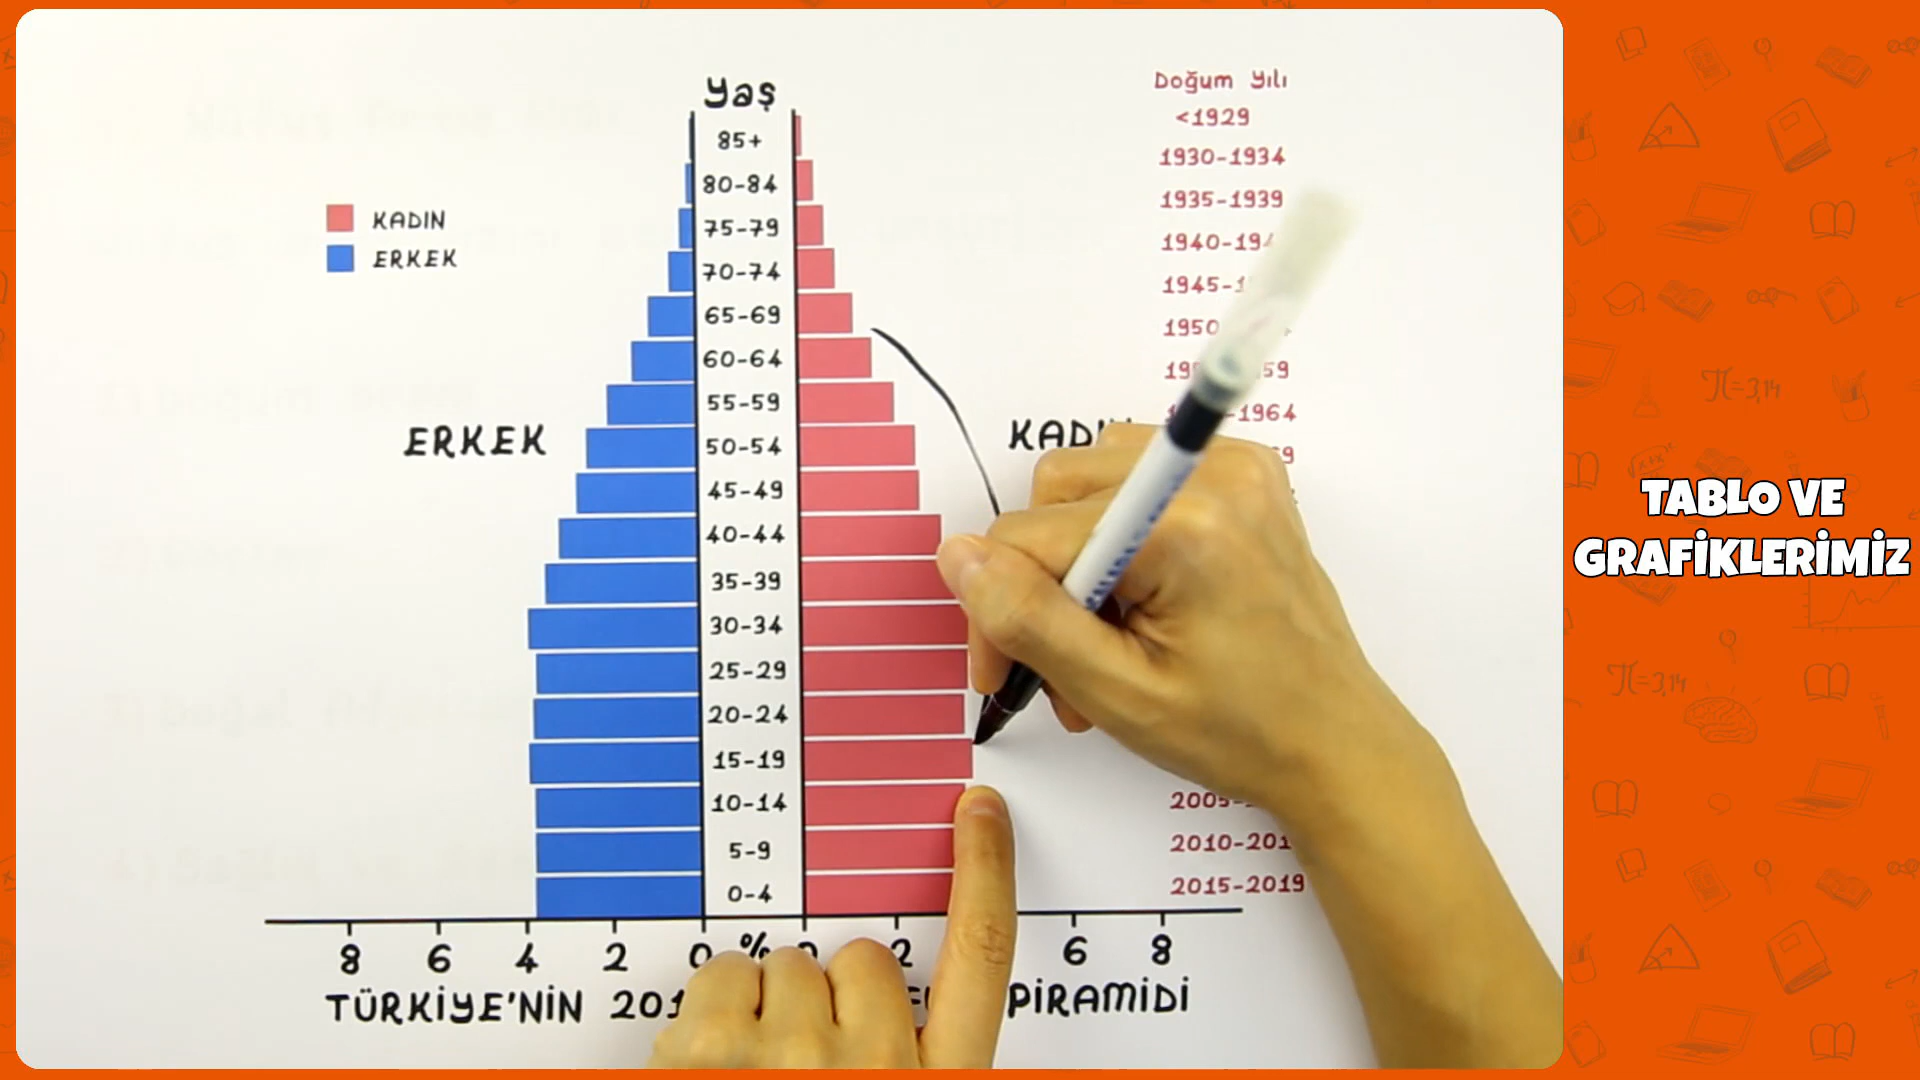 Yaş
85+
80-84
75-79
70-74
65-69
60-64
55-59
50-54
45-49
40-44
35-39
30-34
25-29
20-24
15-19
10-14
5-9
0-4
KADIN
ERKEK
ERKEK
Doğum Yılı
<1929
1930-1934
1935-1939
1940-194
1945-1
1950
59
-1964
2005-
2010-201
2015-2019
8 6 4 2 0 % 2 6 8
TÜRKİYE'NİN 201 PİRAMİDİ
TABLO VE
GRAFİKLERİMİZ
π=3,14
π=3,14